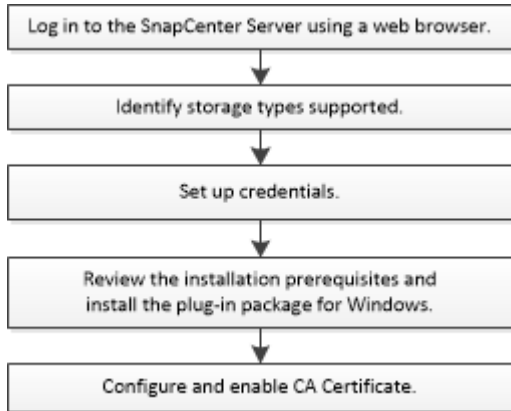 Log in to the SnapCenter Server using a web browser.
Identify storage types supported.
Set up credentials.
Review the installation prerequisites and
install the plug-in package for Windows.
Configure and enable CA Certificate.